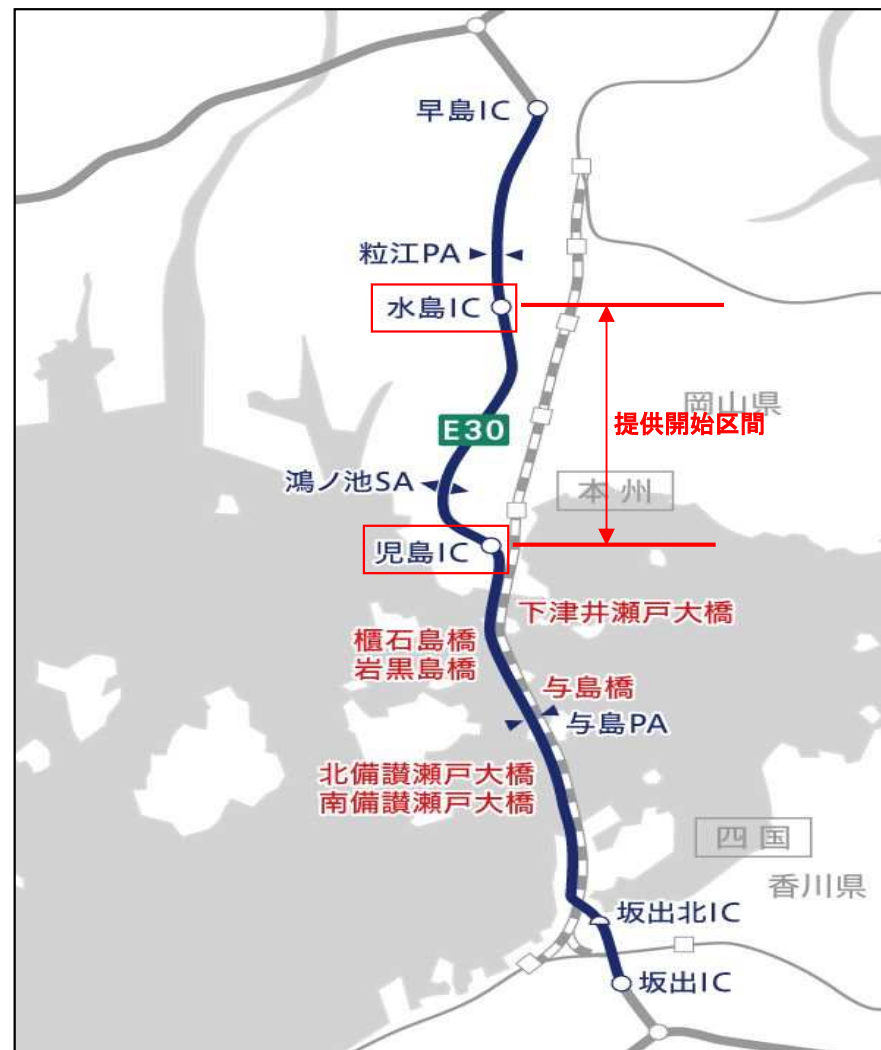 早島IC
粒江PA
水島IC
岡山県
提供開始区間
E30
鴻ノ池SA
本州
児島IC
下津井瀬戸大橋
櫃石島橋
岩黒島橋
与島橋
与島PA
北備讃瀬戸大橋
南備讃瀬戸大橋
四国
香川県
坂出北IC
坂出IC